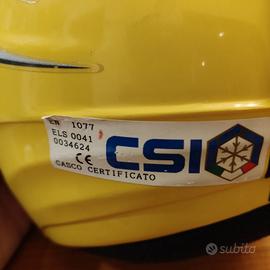 EN 1077
ELS 0041
0034624
CE
CASCO CERTIFICATO
CSI
subito